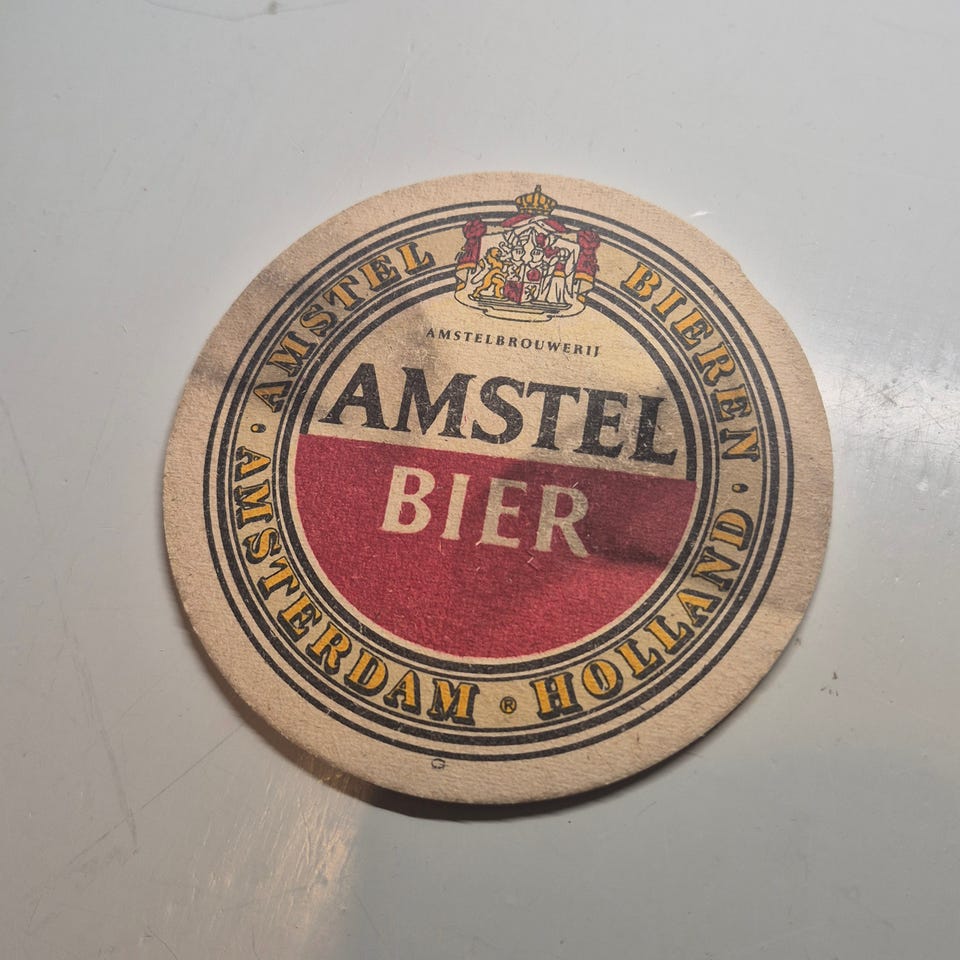 AMSTEL BIEREN
AMSTELBROUWERIJ
AMSTEL
BIER
AMSTERDAM ® HOLLAND